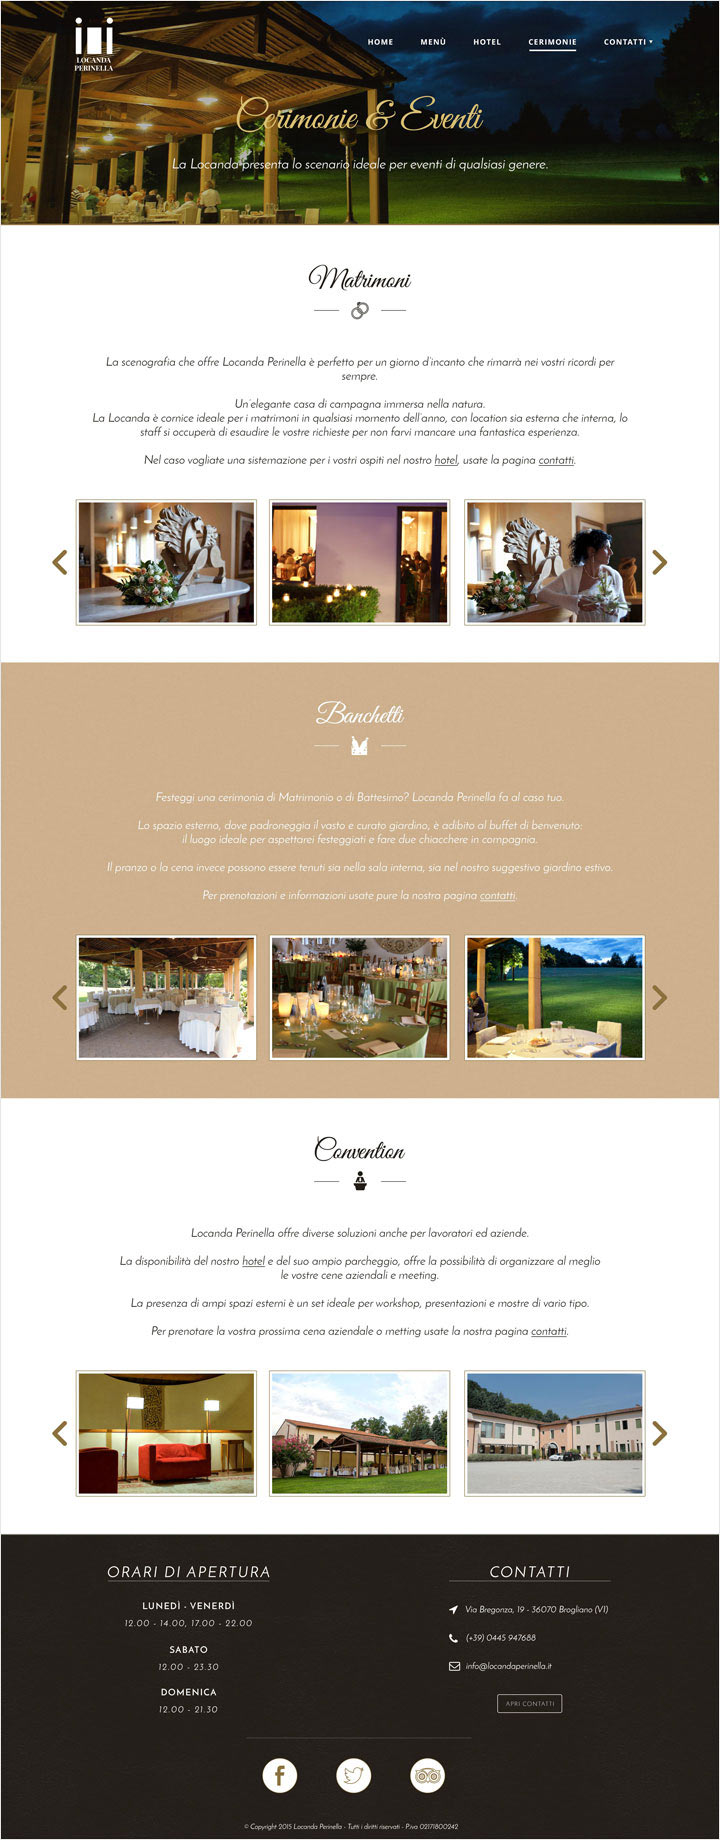 LOCANDA
PERINELLA
HOME MENÙ HOTEL CERIMONIE CONTATTI
Cerimonie & Eventi
La Locanda presenta lo scenario ideale per eventi di qualsiasi genere.
Matrimoni
La scenografia che offre Locanda Perinella è perfetto per un giorno d'incanto che rimarrà nei vostri ricordi per
sempre.
Un'elegante casa di campagna immersa nella natura.
La Locanda è cornice ideale per i matrimoni in qualsiasi momento dell'anno, con location sia esterna che interna, lo
staff si occuperà di esaudire le vostre richieste per non farvi mancare una fantastica esperienza.
Nel caso vogliate una sistemazione per i vostri ospiti nel nostro hotel, usate la pagina contatti.
Banchetti
Festeggi una cerimonia di Matrimonio o di Battesimo? Locanda Perinella fa al caso tuo.
Lo spazio esterno, dove padroneggia il vasto e curato giardino, è adibito al buffet di benvenuto:
il luogo ideale per aspettarei festeggiati e fare due chiacchere in compagnia.
Il pranzo o la cena invece possono essere tenuti sia nella sala interna, sia nel nostro suggestivo giardino estivo.
Per prenotazioni e informazioni usate pure la nostra pagina contatti.
Convention
Locanda Perinella offre diverse soluzioni anche per lavoratori ed aziende.
La disponibilità del nostro hotel e del suo ampio parcheggio, offre la possibilità di organizzare al meglio
le vostre cene aziendali e meeting.
La presenza di ampi spazi esterni è un set ideale per workshop, presentazioni e mostre di vario tipo.
Per prenotare la vostra prossima cena aziendale o metting usate la nostra pagina contatti.
ORARI DI APERTURA
LUNEDÌ - VENERDÌ
12.00 - 14.00, 17.00 - 22.00
SABATO
12.00 - 23.30
DOMENICA
12.00 - 21.30
CONTATTI
Via Bregonza, 19 - 36070 Brogliano (VI)
(+39) 0445 947688
info@locandaperinella.it
APRI CONTATTI
© Copyright 2015 Locanda Perinella - Tutti i diritti riservati - P.iva 02171800242